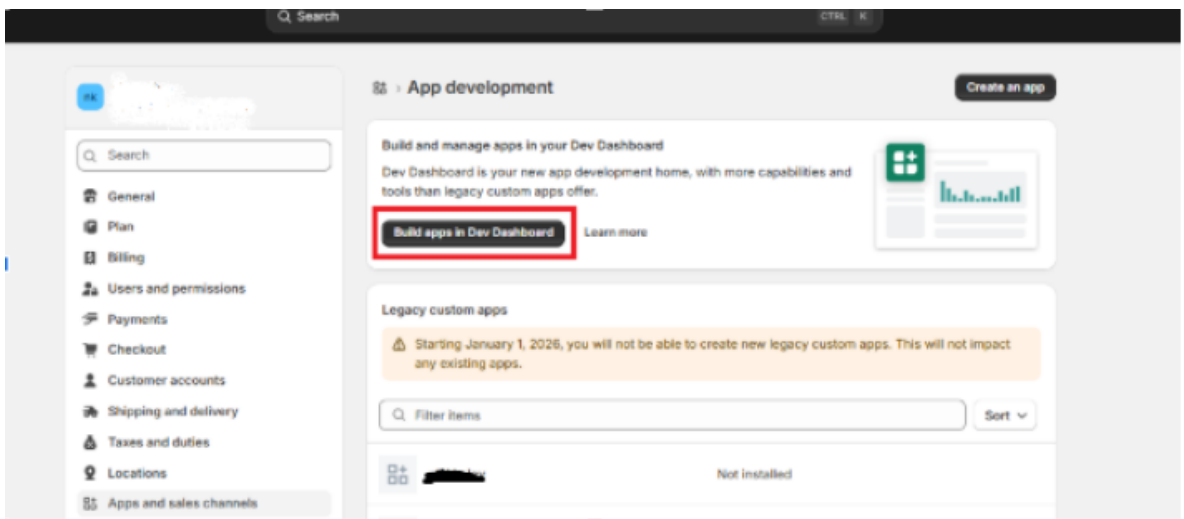 Search
CTRL K
nk
App development
Create an app
Search
General
Plan
Billing
Users and permissions
Payments
Checkout
Customer accounts
Shipping and delivery
Taxes and duties
Locations
Apps and sales channels
Build and manage apps in your Dev Dashboard
Dev Dashboard is your new app development home, with more capabilities and
tools than legacy custom apps offer.
Build apps in Dev Dashboard
Learn more
Legacy custom apps
Starting January 1, 2026, you will not be able to create new legacy custom apps. This will not impact
any existing apps.
Filter items
Sort
Not installed